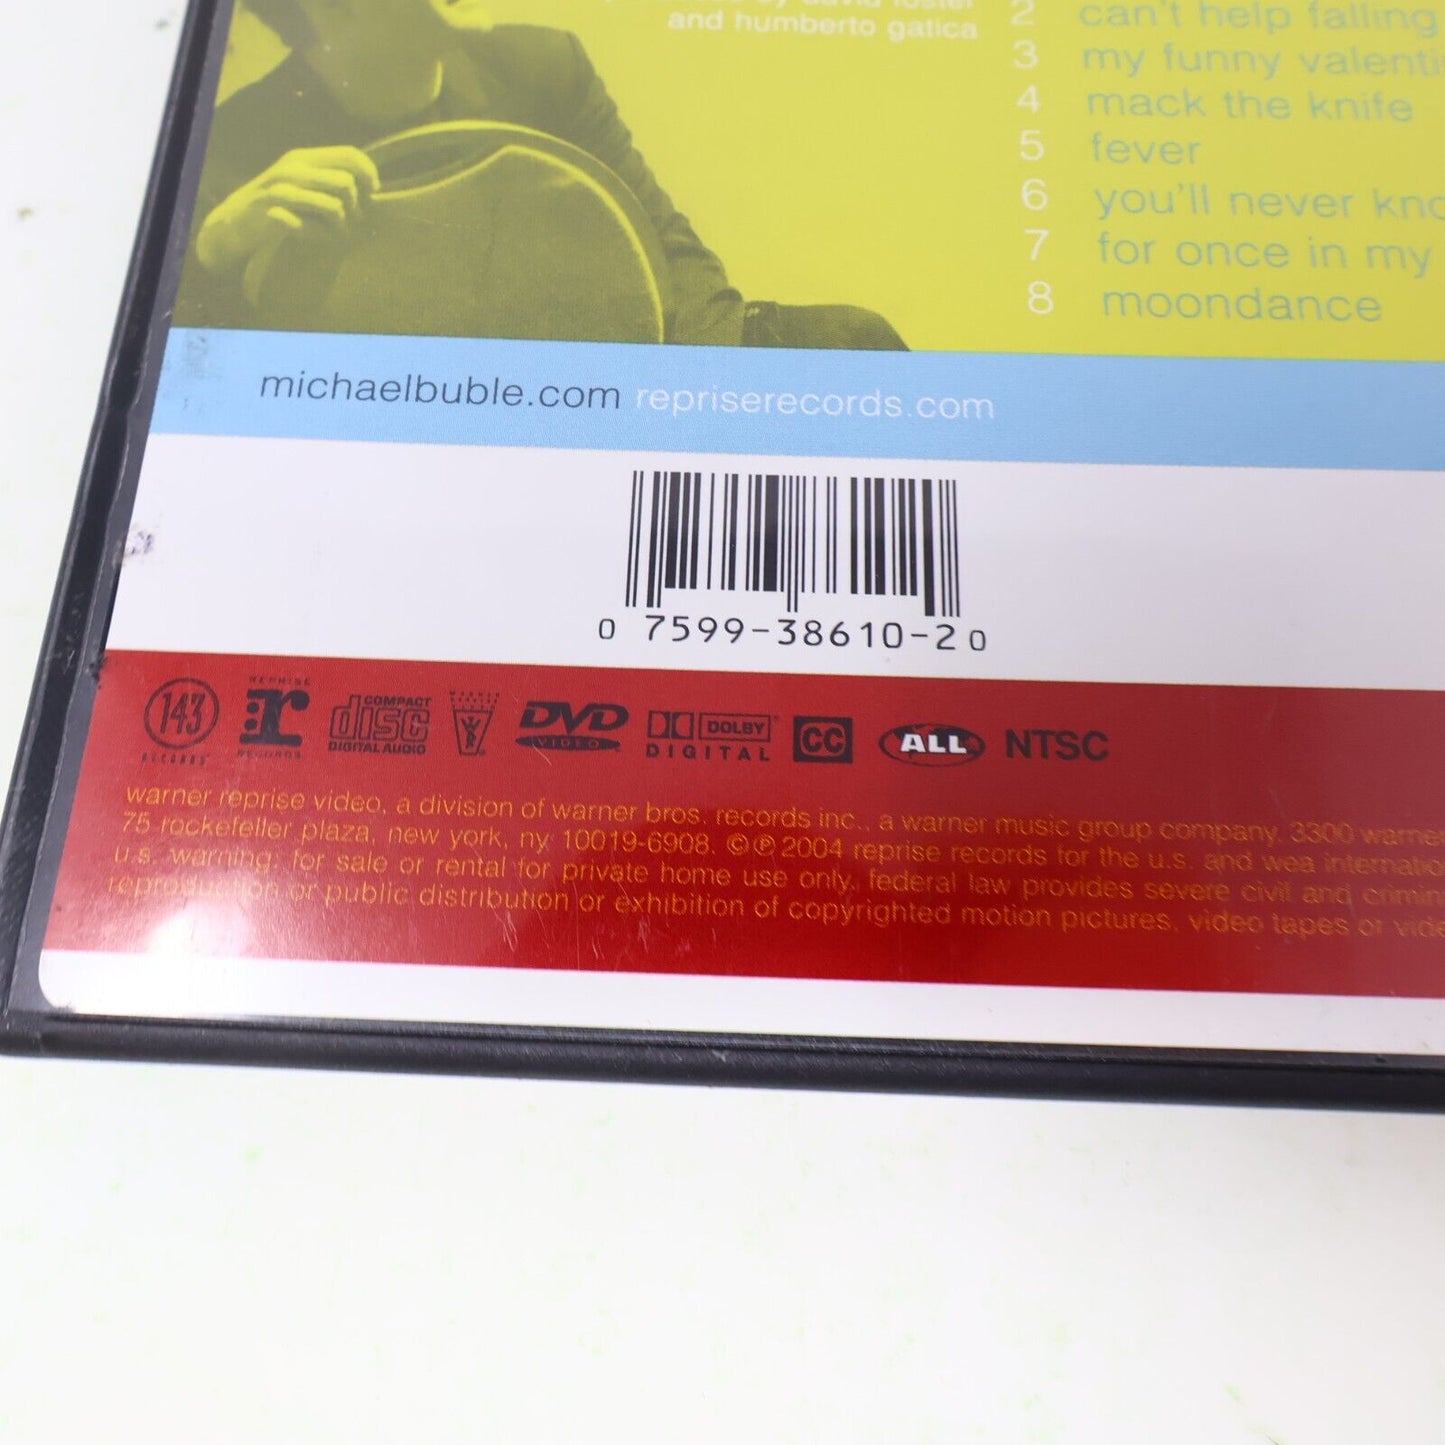 and humberto gatica
2 can't help falling
3 my funny
4 mack the knife
5 fever
6 you'll never
7 for once in my
8 moondance
michaelbuble.com repriserecords.com
0 7599-38610-2 0
143 RECORDS
REPRISE r RECORDS
COMPACT disc DIGITAL AUDIO
DVD VIDEO
DOLBY DIGITAL
CC
ALL
NTSC
warner reprise video, a division of warner bros. records inc., a warner music group company. 3300 warner
75 rockefeller plaza, new york, ny 10019-6908. ©℗ 2004 reprise records for the u.s. and wea
u.s. warning: for sale or rental for private home use only. federal law provides severe civil and
reproduction or public distribution or exhibition of copyrighted motion pictures, video tapes or